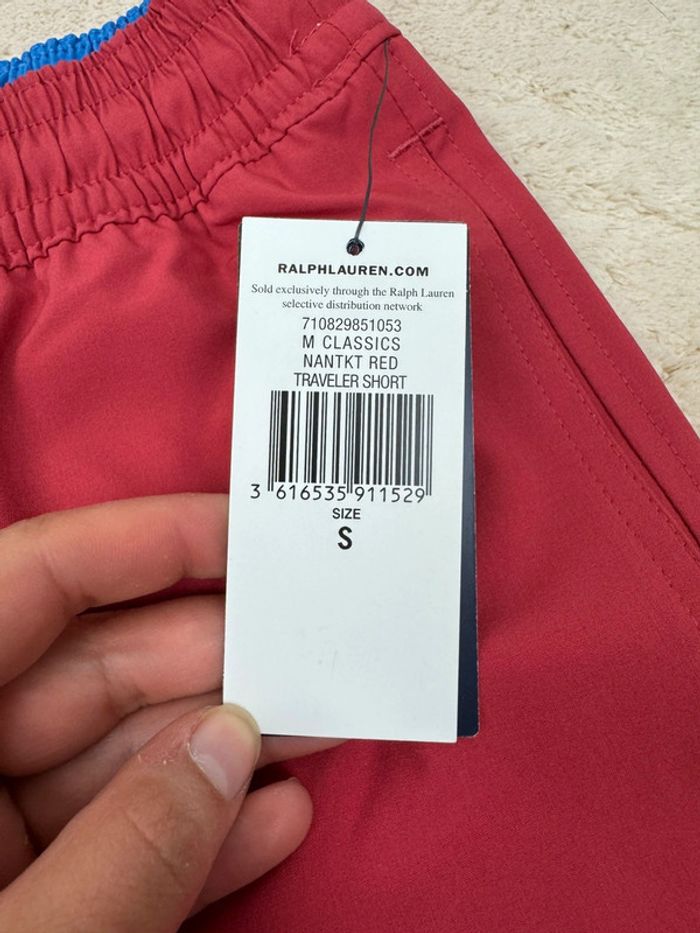 RALPHLAUREN.COM
Sold exclusively through the Ralph Lauren
selective distribution network
710829851053
M CLASSICS
NANTKT RED
TRAVELER SHORT
3 616535 911529
SIZE
S